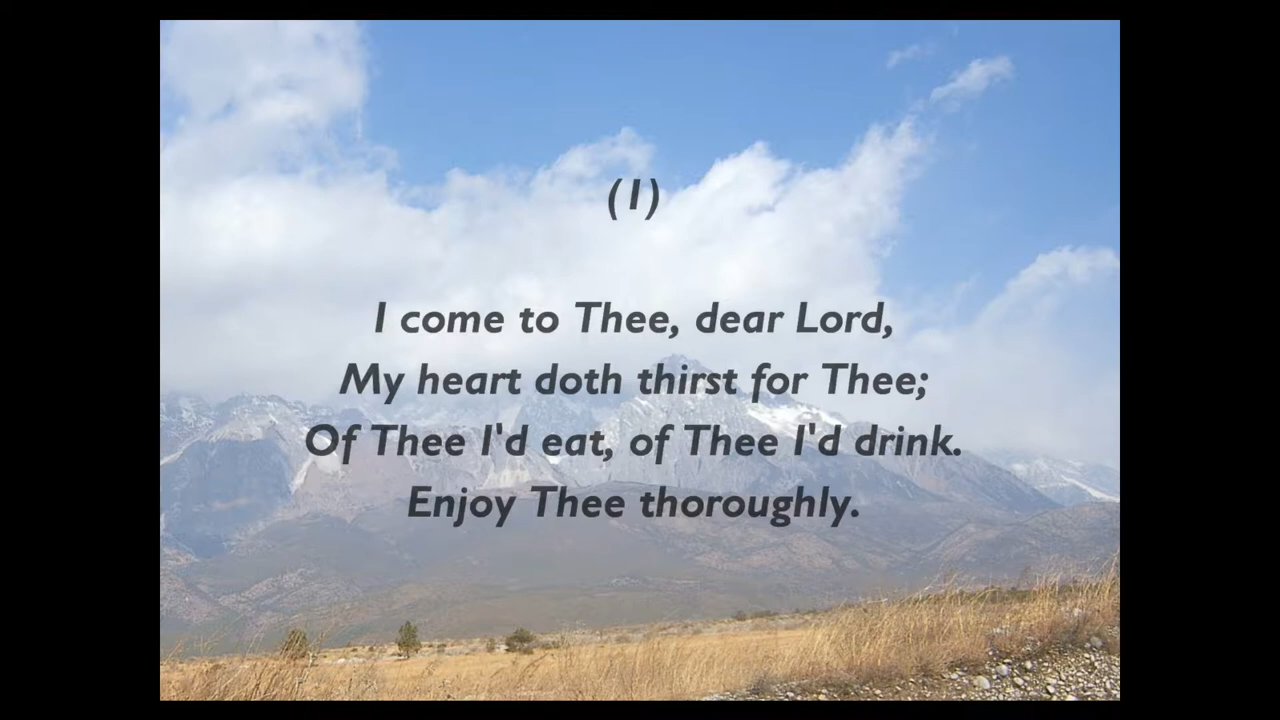 (1)
I come to Thee, dear Lord,
My heart doth thirst for Thee;
Of Thee I'd eat, of Thee I'd drink.
Enjoy Thee thoroughly.